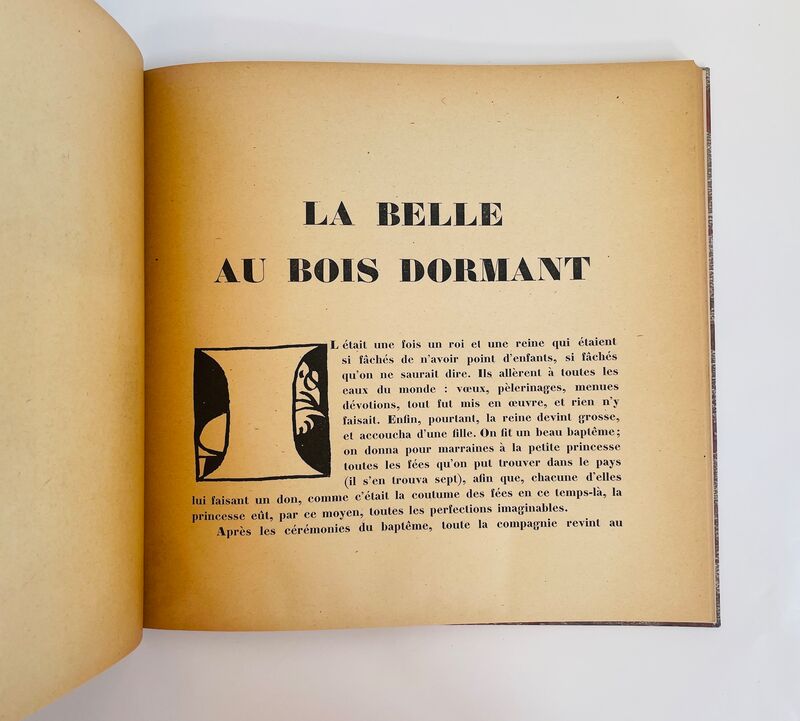 LA BELLE
AU BOIS DORMANT
IL était une fois un roi et une reine qui étaient
si fâchés de n'avoir point d'enfants, si fâchés
qu'on ne saurait dire. Ils allèrent à toutes les
eaux du monde : vœux, pèlerinages, menues
dévotions, tout fut mis en œuvre, et rien n'y
faisait. Enfin, pourtant, la reine devint grosse,
et accoucha d'une fille. On fit un beau baptême ;
on donna pour marraines à la petite princesse
toutes les fées qu'on put trouver dans le pays
(il s'en trouva sept), afin que, chacune d'elles
lui faisant un don, comme c'était la coutume des fées en ce temps-là, la
princesse eût, par ce moyen, toutes les perfections imaginables.
Après les cérémonies du baptême, toute la compagnie revint au